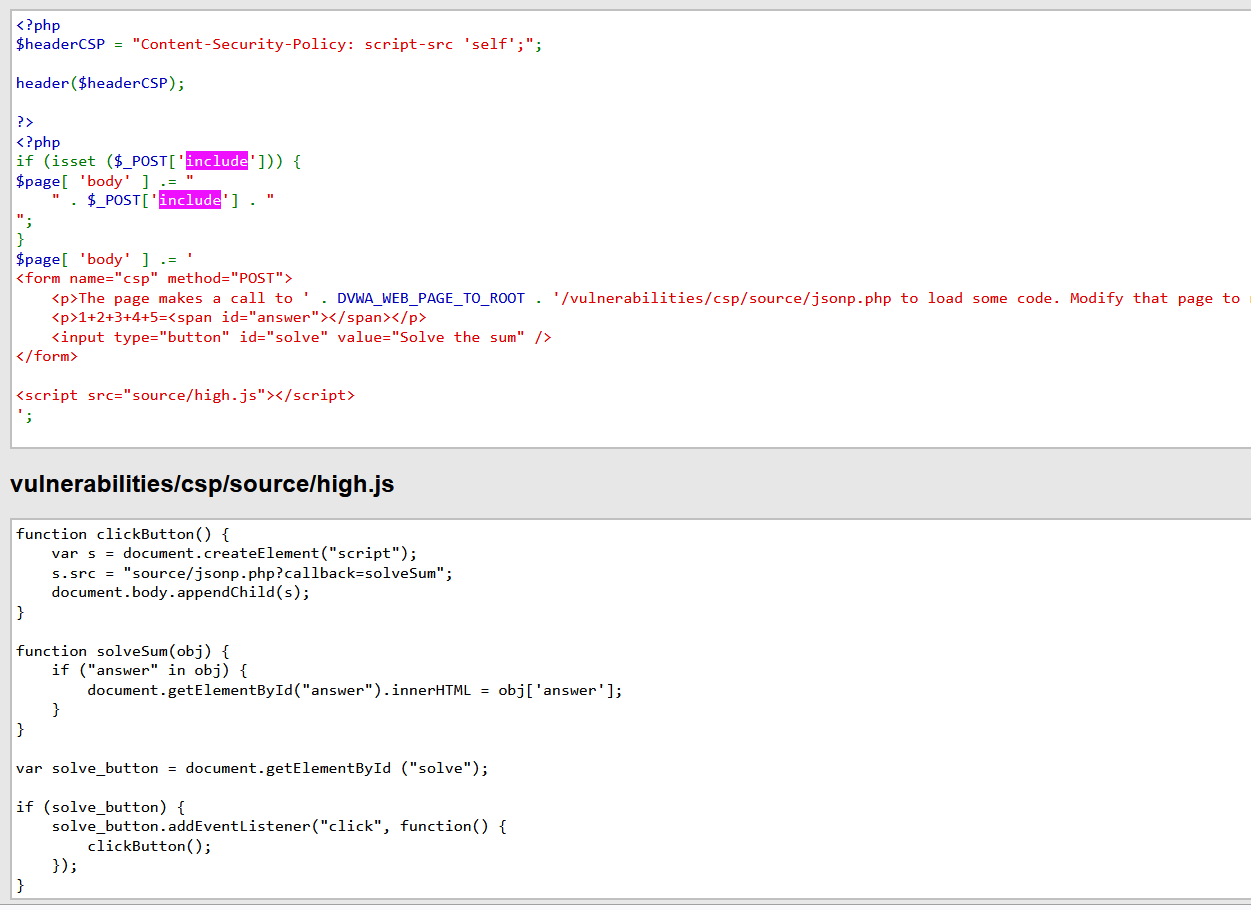 <?php
$headerCSP = "Content-Security-Policy: script-src 'self';";
header($headerCSP);
?>
<?php
if (isset ($_POST['include'])) {
$page[ 'body' ] .= "
    " . $_POST['include'] . "
";
}
$page[ 'body' ] .= '
<form name="csp" method="POST">
    <p>The page makes a call to ' . DVWA_WEB_PAGE_TO_ROOT . '/vulnerabilities/csp/source/jsonp.php to load some code. Modify that page to
    <p>1+2+3+4+5=<span id="answer"></span></p>
    <input type="button" id="solve" value="Solve the sum" />
</form>
<script src="source/high.js"></script>
';
vulnerabilities/csp/source/high.js
function clickButton() {
    var s = document.createElement("script");
    s.src = "source/jsonp.php?callback=solveSum";
    document.body.appendChild(s);
}
function solveSum(obj) {
    if ("answer" in obj) {
        document.getElementById("answer").innerHTML = obj['answer'];
    }
}
var solve_button = document.getElementById ("solve");
if (solve_button) {
    solve_button.addEventListener("click", function() {
        clickButton();
    });
}